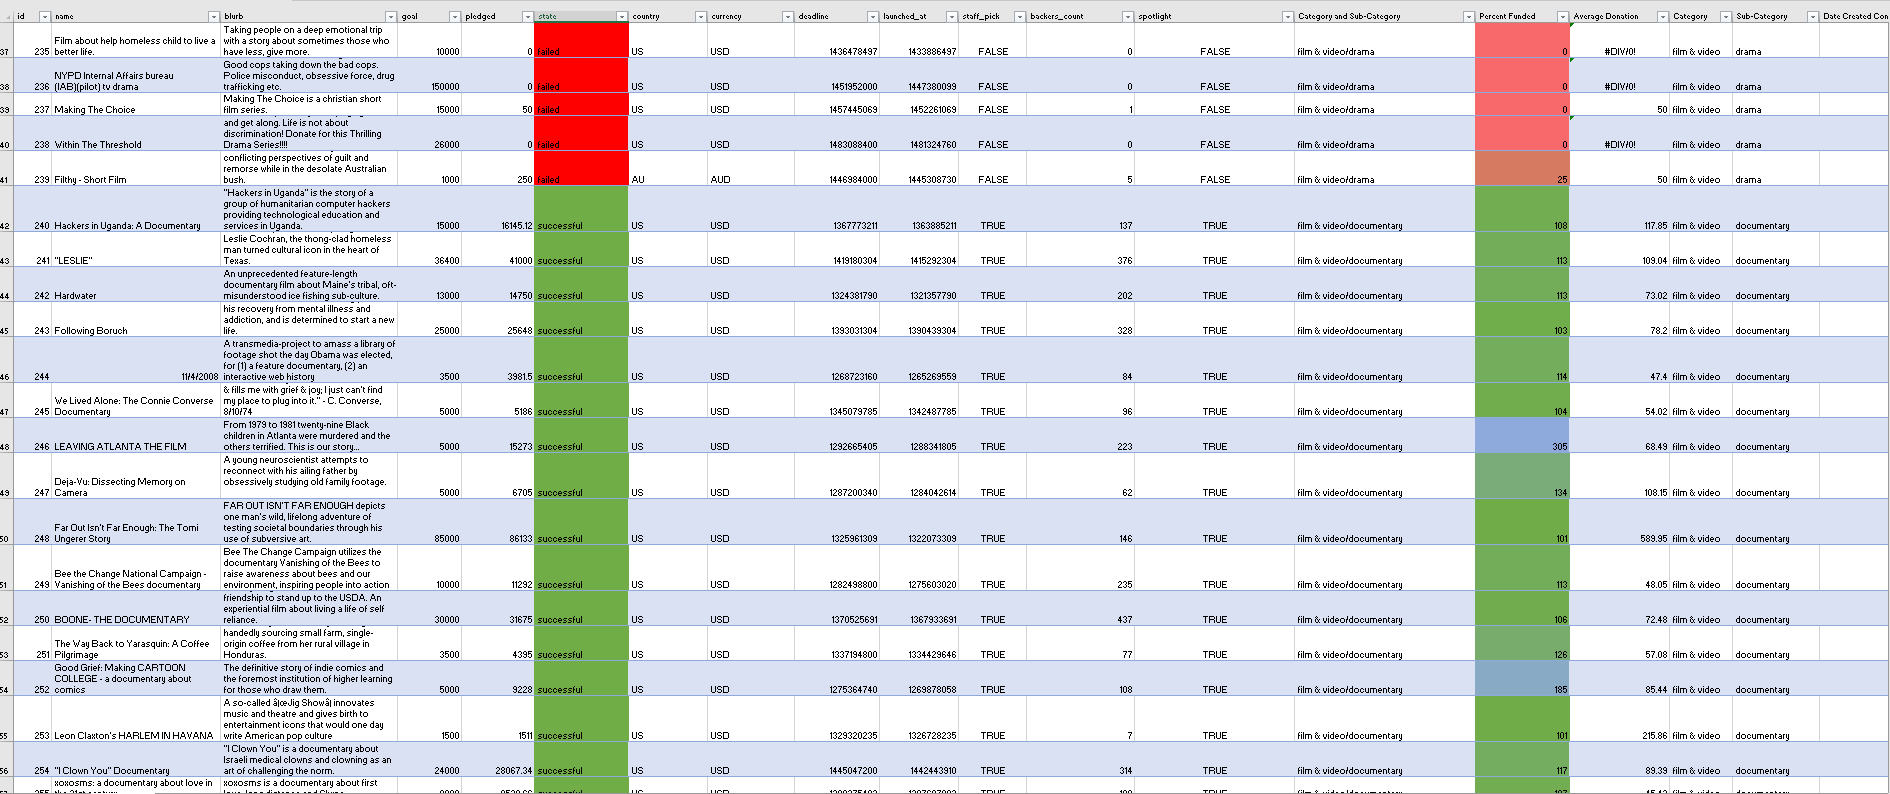 id name blurb goal pledged state country currency deadline launched_at staff_pick backers_count spotlight Category and Sub-Category Percent Funded Average Donation Category Sub-Category Date Created Con
Taking people on a deep emotional trip
Film about help homeless child to live a with a story about sometimes those who
37 235 better life. have less, give more. 10000 0 failed US USD 1436478497 1433886497 FALSE 0 FALSE film & video/drama 0 #DIV/0! film & video drama
Good cops taking down the bad cops.
NYPD Internal Affairs bureau Police misconduct, obsessive force, drug
38 236 (IAB)(pilot) tv drama trafficking etc. 150000 0 failed US USD 1451952000 1447380099 FALSE 0 FALSE film & video/drama 0 #DIV/0! film & video drama
Making The Choice is a christian short
39 237 Making The Choice film series. 15000 50 failed US USD 1457445069 1452261069 FALSE 1 FALSE film & video/drama 0 50 film & video drama
and get along. Life is not about
discrimination! Donate for this Thrilling
40 238 Within The Threshold Drama Series!!!! 26000 0 failed US USD 1483088400 1481324760 FALSE 0 FALSE film & video/drama 0 #DIV/0! film & video drama
conflicting perspectives of guilt and
remorse while in the desolate Australian
41 239 Filthy - Short Film bush. 1000 250 failed AU AUD 1446984000 1445308730 FALSE 5 FALSE film & video/drama 25 50 film & video drama
"Hackers in Uganda" is the story of a
group of humanitarian computer hackers
providing technological education and
42 240 Hackers in Uganda: A Documentary services in Uganda. 15000 16145.12 successful US USD 1367773211 1363885211 TRUE 137 TRUE film & video/documentary 108 117.85 film & video documentary
Leslie Cochran, the thong-clad homeless
man turned cultural icon in the heart of
43 241 "LESLIE" Texas. 36400 41000 successful US USD 1419180304 1415292304 TRUE 376 TRUE film & video/documentary 113 109.04 film & video documentary
An unprecedented feature-length
documentary film about Maine's tribal, oft-
44 242 Hardwater misunderstood ice fishing sub-culture. 13000 14750 successful US USD 1324381790 1321357790 TRUE 202 TRUE film & video/documentary 113 73.02 film & video documentary
his recovery from mental illness and
addiction, and is determined to start a new
45 243 Following Boruch life. 25000 25648 successful US USD 1393031304 1390439304 TRUE 328 TRUE film & video/documentary 103 78.2 film & video documentary
A transmedia-project to amass a library of
footage shot the day Obama was elected,
for (1) a feature documentary, (2) an
46 244 11/4/2008 interactive web history 3500 3981.5 successful US USD 1268723160 1265269559 TRUE 84 TRUE film & video/documentary 114 47.4 film & video documentary
& fills me with grief & joy; I just can't find
We Lived Alone: The Connie Converse my place to plug into it." - C. Converse,
47 245 Documentary 8/10/74 5000 5186 successful US USD 1345079785 1342487785 TRUE 96 TRUE film & video/documentary 104 54.02 film & video documentary
From 1979 to 1981 twenty-nine Black
children in Atlanta were murdered and the
48 246 LEAVING ATLANTA THE FILM others terrified. This is our story... 5000 15273 successful US USD 1292665405 1288341805 TRUE 223 TRUE film & video/documentary 305 68.49 film & video documentary
A young neuroscientist attempts to
reconnect with his ailing father by
Deja-Vu: Dissecting Memory on obsessively studying old family footage.
49 247 Camera 5000 6705 successful US USD 1287200340 1284042614 TRUE 62 TRUE film & video/documentary 134 108.15 film & video documentary
FAR OUT ISN'T FAR ENOUGH depicts
one man's wild, lifelong adventure of
Far Out Isn't Far Enough: The Tomi testing societal boundaries through his
50 248 Ungerer Story use of subversive art. 85000 86133 successful US USD 1325961309 1322073309 TRUE 146 TRUE film & video/documentary 101 589.95 film & video documentary
Bee The Change Campaign utilizes the
documentary Vanishing of the Bees to
Bee the Change National Campaign - raise awareness about bees and our
51 249 Vanishing of the Bees documentary environment, inspiring people into action 10000 11292 successful US USD 1282498800 1275603020 TRUE 235 TRUE film & video/documentary 113 48.05 film & video documentary
friendship to stand up to the USDA. An
experiential film about living a life of self
52 250 BOONE- THE DOCUMENTARY reliance. 30000 31675 successful US USD 1370525691 1367933691 TRUE 437 TRUE film & video/documentary 106 72.48 film & video documentary
handedly sourcing small farm, single-
The Way Back to Yarasquin: A Coffee origin coffee from her rural village in
53 251 Pilgrimage Honduras. 3500 4395 successful US USD 1337194800 1334429646 TRUE 77 TRUE film & video/documentary 126 57.08 film & video documentary
Good Grief: Making CARTOON The definitive story of indie comics and
COLLEGE - a documentary about the foremost institution of higher learning
54 252 comics for those who draw them. 5000 9228 successful US USD 1275364740 1269878058 TRUE 108 TRUE film & video/documentary 185 85.44 film & video documentary
A so-called â|œJig Showâ| innovates
music and theatre and gives birth to
entertainment icons that would one day
55 253 Leon Claxton's HARLEM IN HAVANA write American pop culture 1500 1511 successful US USD 1329320235 1326728235 TRUE 7 TRUE film & video/documentary 101 215.86 film & video documentary
"I Clown You" is a documentary about
Israeli medical clowns and clowning as an
56 254 "I Clown You" Documentary art of challenging the norm. 24000 28067.34 successful US USD 1445047200 1442443910 TRUE 314 TRUE film & video/documentary 117 89.39 film & video documentary
xoxosms: a documentary about love in xoxosms is a documentary about first